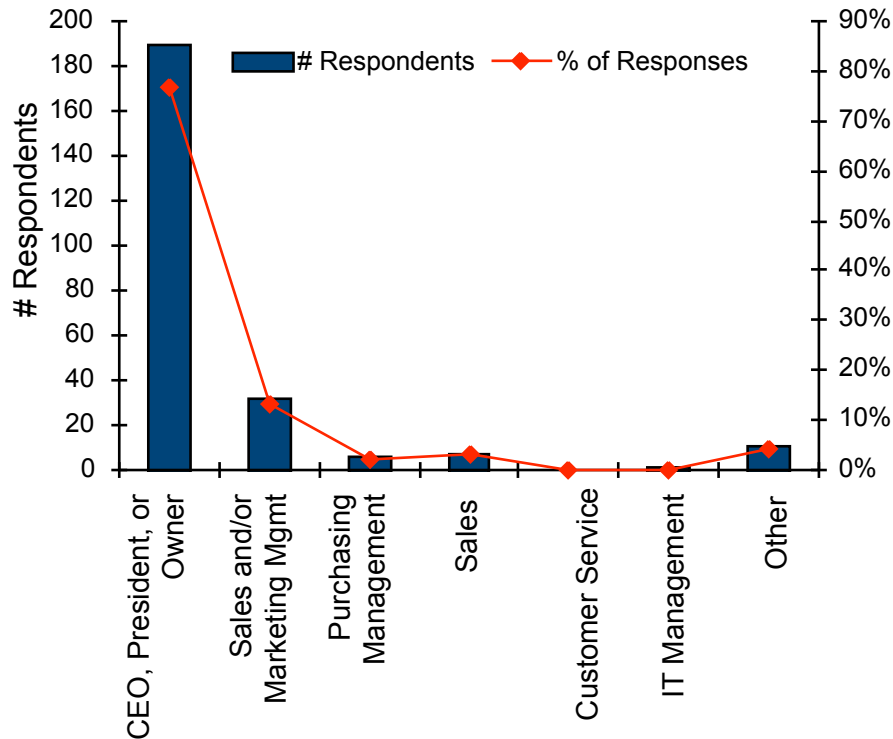 # Respondents
% of Responses
# Respondents
200
180
160
140
120
100
80
60
40
20
0
90%
80%
70%
60%
50%
40%
30%
20%
10%
0%
CEO, President, or
Owner
Sales and/or
Marketing Mgmt
Purchasing
Management
Sales
Customer Service
IT Management
Other